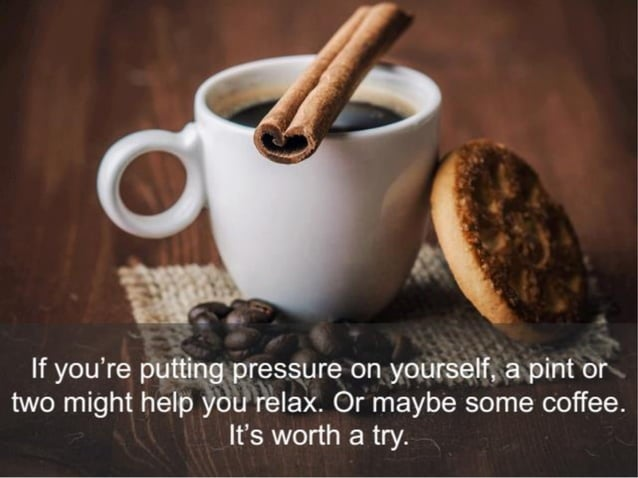 If you’re putting pressure on yourself, a pint or
two might help you relax. Or maybe some coffee.
It’s worth a try.